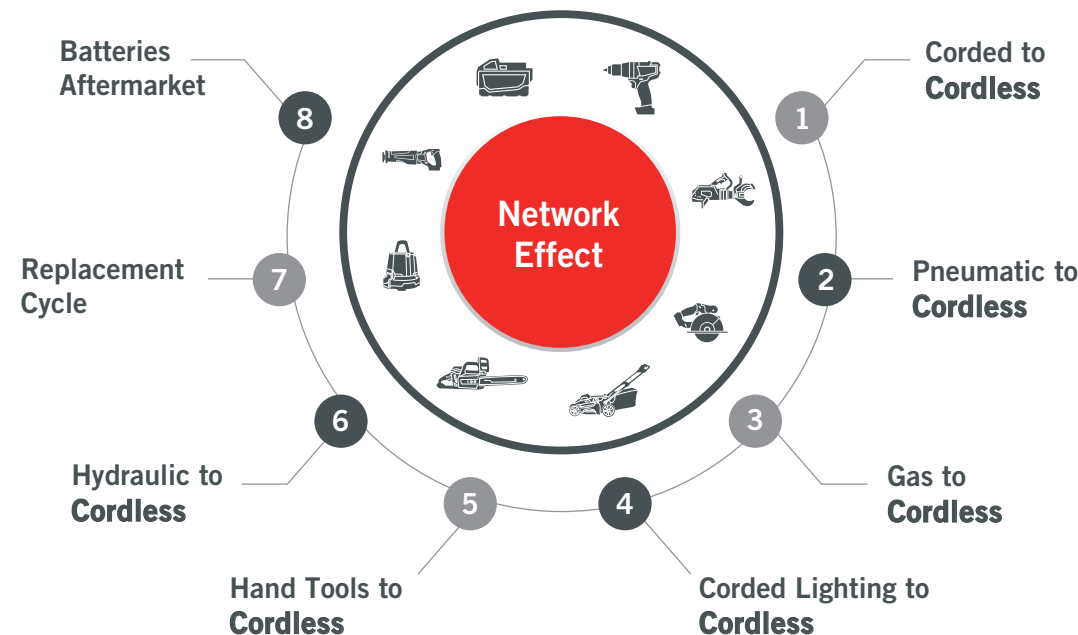 Network
Effect
1
Corded to
Cordless
2
Pneumatic to
Cordless
3
Gas to
Cordless
4
Corded Lighting to
Cordless
5
Hand Tools to
Cordless
6
Hydraulic to
Cordless
7
Replacement
Cycle
8
Batteries
Aftermarket